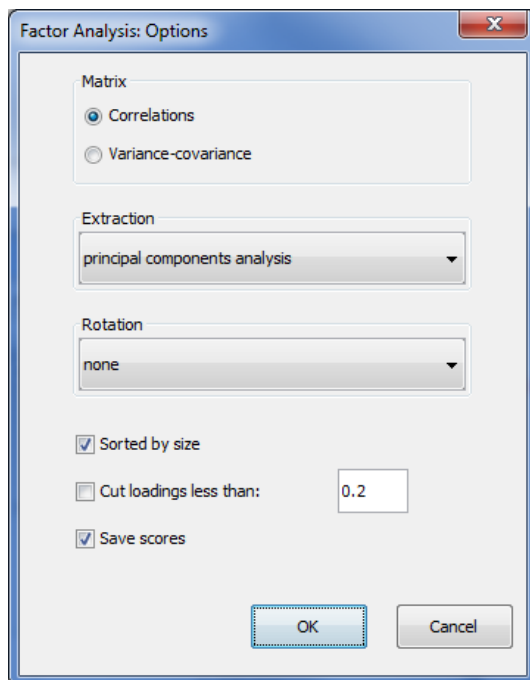 Factor Analysis: Options
Matrix
Correlations
Variance-covariance
Extraction
principal components analysis
Rotation
none
Sorted by size
Cut loadings less than: 0.2
Save scores
OK Cancel